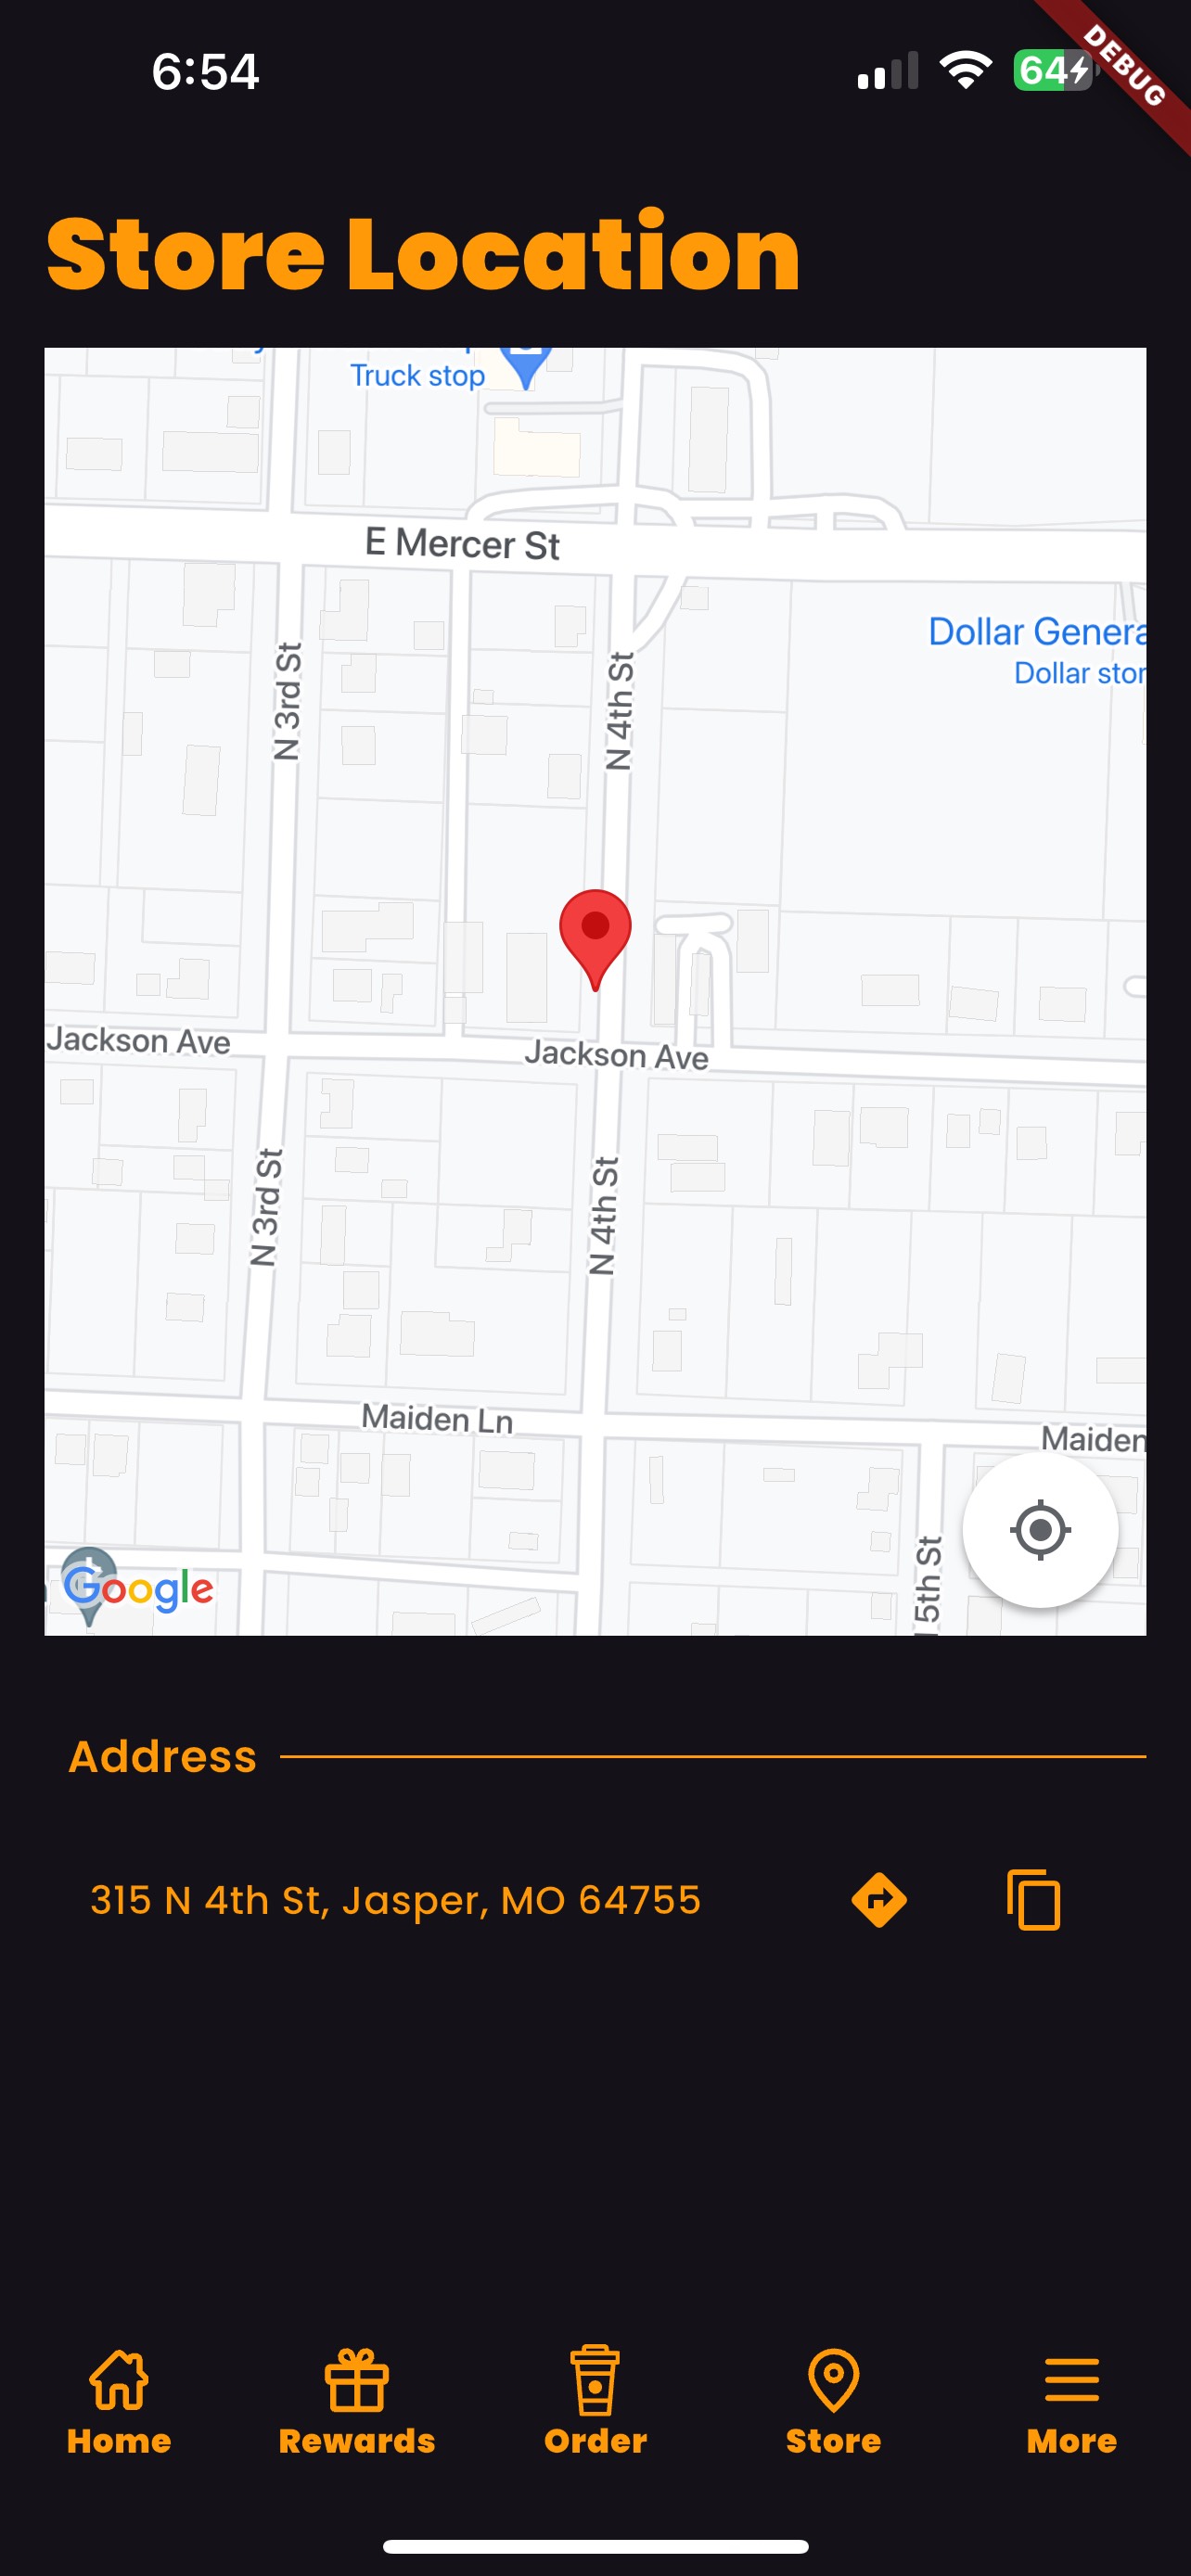 6:54
64
DEBUG
Store Location
Truck stop
E Mercer St
Dollar Genera
Dollar stor
N 3rd St
N 4th St
Jackson Ave
Jackson Ave
N 3rd St
N 4th St
Maiden Ln
Maiden
5th St
Google
Address
315 N 4th St, Jasper, MO 64755
Home
Rewards
Order
Store
More